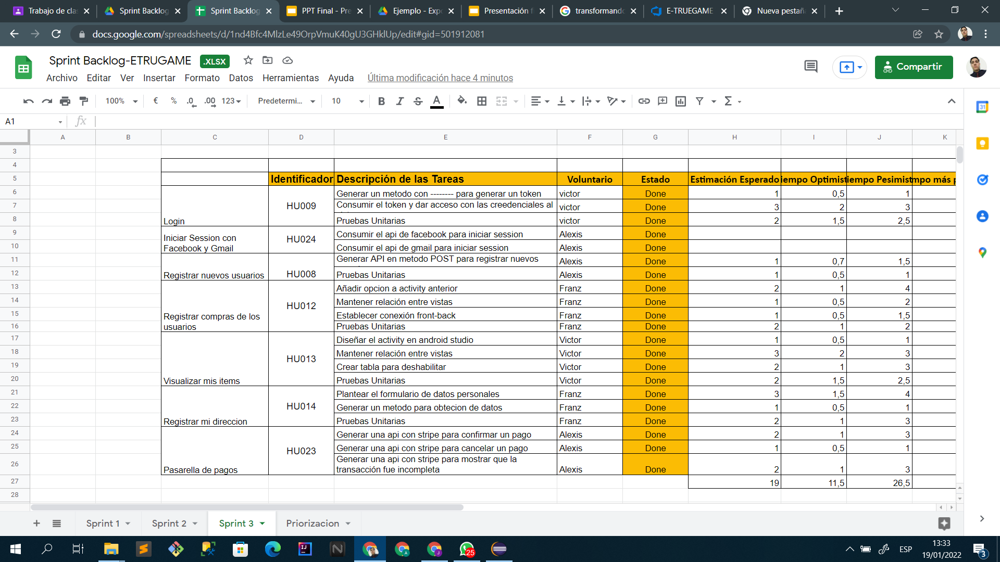 Trabajo de cla
Sprint Backlog
Sprint Backlog
PPT Final - Pre
Ejemplo - Expo
Presentación f
transformando
E-TRUEGAME
Nueva pestaña
docs.google.com/spreadsheets/d/1nd4Bfc4MlzLe49OrpVmuK40gU3GHklUp/edit#gid=501912081
Sprint Backlog-ETRUGAME .XLSX
Archivo Editar Ver Insertar Formato Datos Herramientas Ayuda Última modificación hace 4 minutos
Compartir
100% € % .0 .00 123 Predetermi... 10 B I S A Σ
A1 fx
A B C D E F G H I J K
3
4
5 Identificador Descripción de las Tareas Voluntario Estado Estimación Esperado iempo Optimist iempo Pesimist mpo más p
6 Generar un metodo con -------- para generar un token victor Done 1 0,5 1
7 HU009 Consumir el token y dar acceso con las creedenciales al victor Done 3 2 3
8 Login Pruebas Unitarias victor Done 2 1,5 2,5
9 Iniciar Session con HU024 Consumir el api de facebook para iniciar session Alexis Done
10 Facebook y Gmail Consumir el api de gmail para iniciar session Alexis Done
11 Generar API en metodo POST para registrar nuevos Alexis Done 1 0,7 1,5
12 Registrar nuevos usuarios HU008 Pruebas Unitarias Alexis Done 1 0,5 1
13 Añadir opcion a activity anterior Franz Done 2 1 4
14 HU012 Mantener relación entre vistas Franz Done 1 0,5 2
15 Registrar compras de los Establecer conexión front-back Franz Done 1 0,5 1,5
16 usuarios Pruebas Unitarias Franz Done 2 1 2
17 Diseñar el activity en android studio Victor Done 1 0,5 1
18 HU013 Mantener relación entre vistas Victor Done 3 2 3
19 Crear tabla para deshabilitar Victor Done 2 1 3
20 Visualizar mis items Pruebas Unitarias Victor Done 2 1,5 2,5
21 Plantear el formulario de datos personales Franz Done 3 1,5 4
22 HU014 Generar un metodo para obtecion de datos Franz Done 1 0,5 1
23 Registrar mi direccion Pruebas Unitarias Franz Done 2 1 3
24 Generar una api con stripe para confirmar un pago Alexis Done 2 1 3
25 HU023 Generar una api con stripe para cancelar un pago Alexis Done 1 0,5 1
26 Pasarella de pagos Generar una api con stripe para mostrar que la transacción fue incompleta Alexis Done 2 1 3
27 19 11,5 26,5
28
Sprint 1 Sprint 2 Sprint 3 Priorizacion
31
25
ESP
13:33
19/01/2022
3